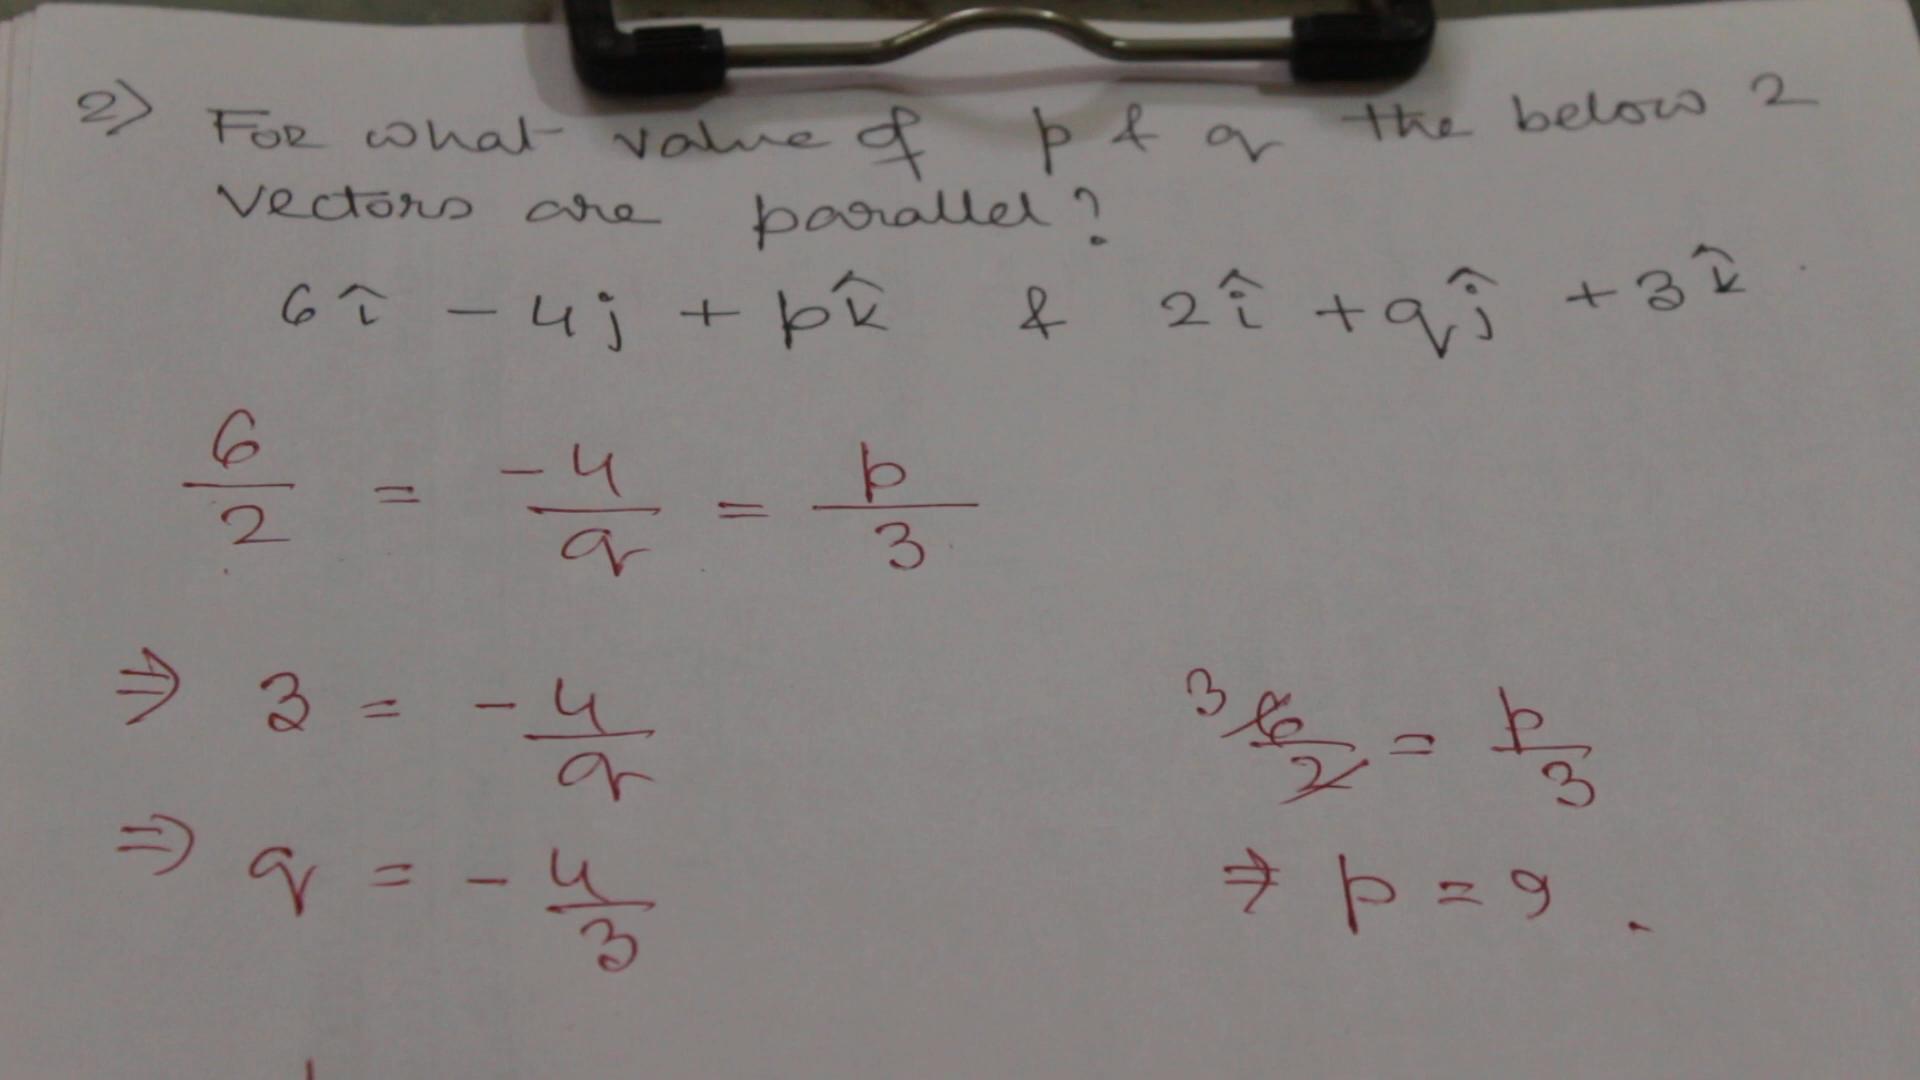 2) For what value of p & q the below 2
vectors are parallel?
6î - 4j + pk̂ & 2î + qĵ + 3k̂.
6/2 = -4/q = p/3
⇒ 3 = -4/q
3 6/2 = p/3
⇒ q = -4/3
⇒ p = 9.